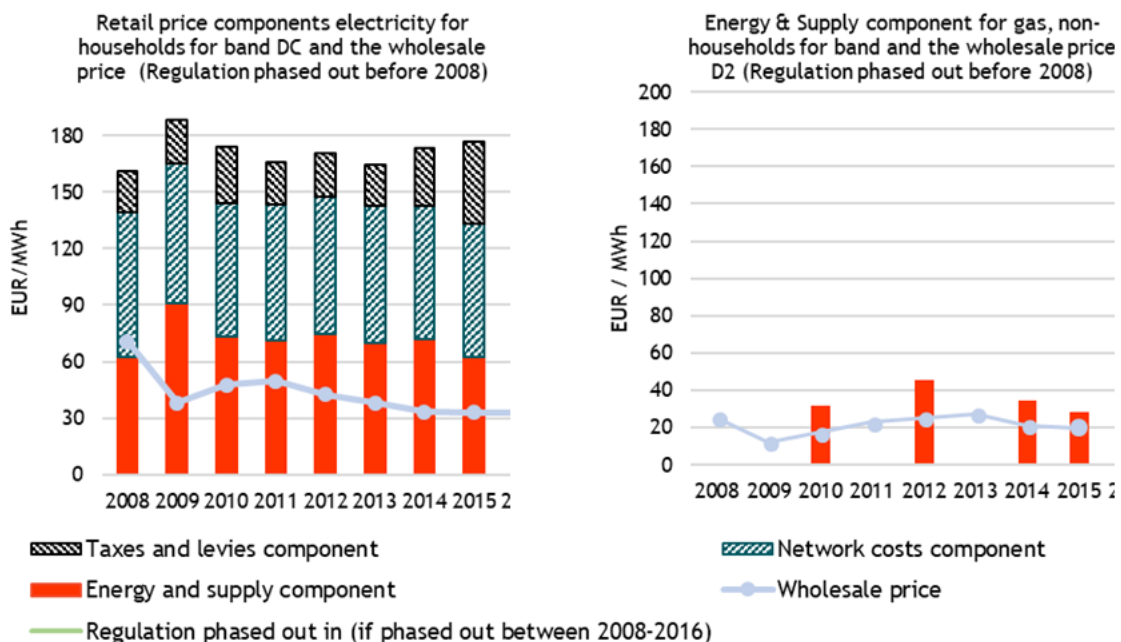 Retail price components electricity for
households for band DC and the wholesale
price (Regulation phased out before 2008)
EUR/MWh
180
150
120
90
60
30
0
2008 2009 2010 2011 2012 2013 2014 2015 2
Energy & Supply component for gas, non-
households for band and the wholesale price
D2 (Regulation phased out before 2008)
EUR / MWh
200
180
160
140
120
100
80
60
40
20
0
2008 2009 2010 2011 2012 2013 2014 2015 2
Taxes and levies component
Network costs component
Energy and supply component
Wholesale price
Regulation phased out in (if phased out between 2008-2016)